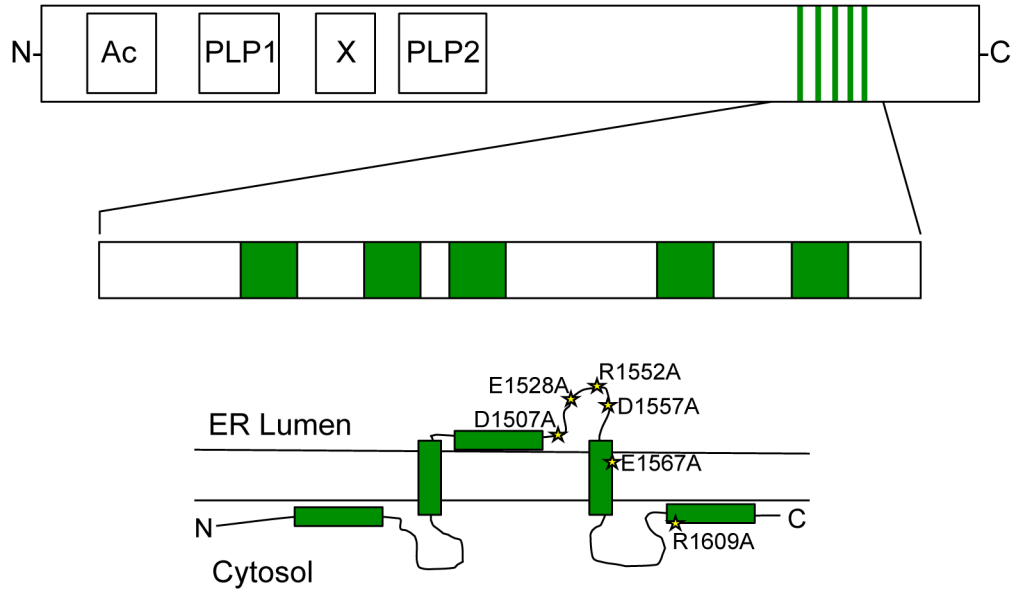 N Ac PLP1 X PLP2 C
R1552A
E1528A
D1557A
D1507A
ER Lumen
E1567A
N C
R1609A
Cytosol